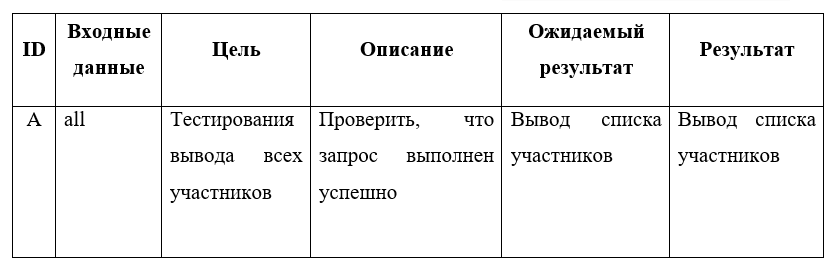 ID
Входные
данные
Цель
Описание
Ожидаемый
результат
Результат
A
all
Тестирования
вывода всех
участников
Проверить, что
запрос выполнен
успешно
Вывод списка
участников
Вывод списка
участников